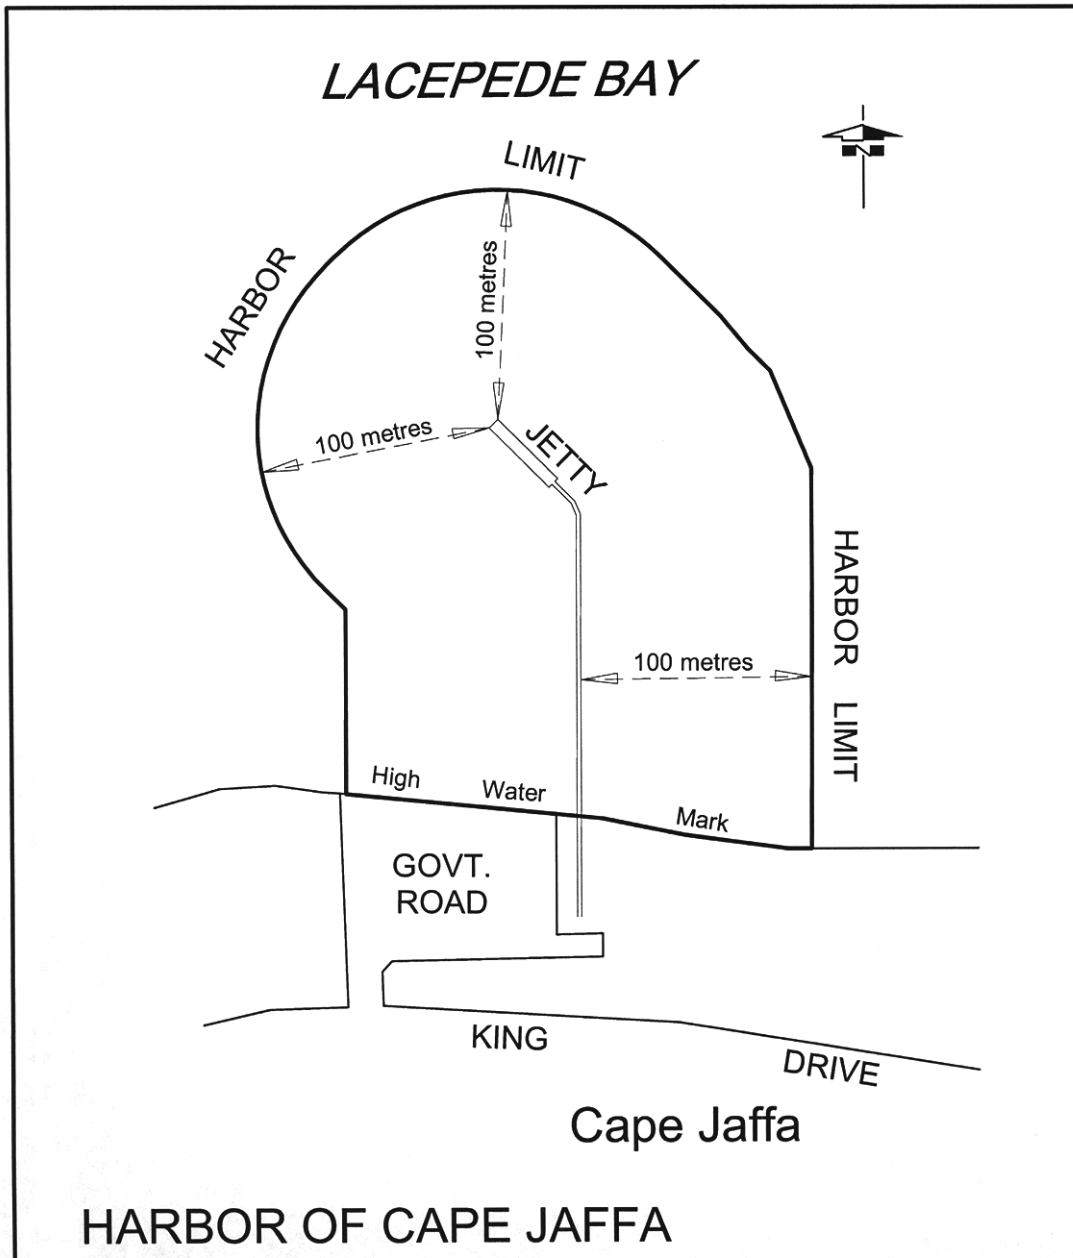 LACEPEDE BAY
N
LIMIT
HARBOR
100 metres
100 metres
JETTY
HARBOR LIMIT
100 metres
High Water Mark
GOVT.
ROAD
KING DRIVE
Cape Jaffa
HARBOR OF CAPE JAFFA